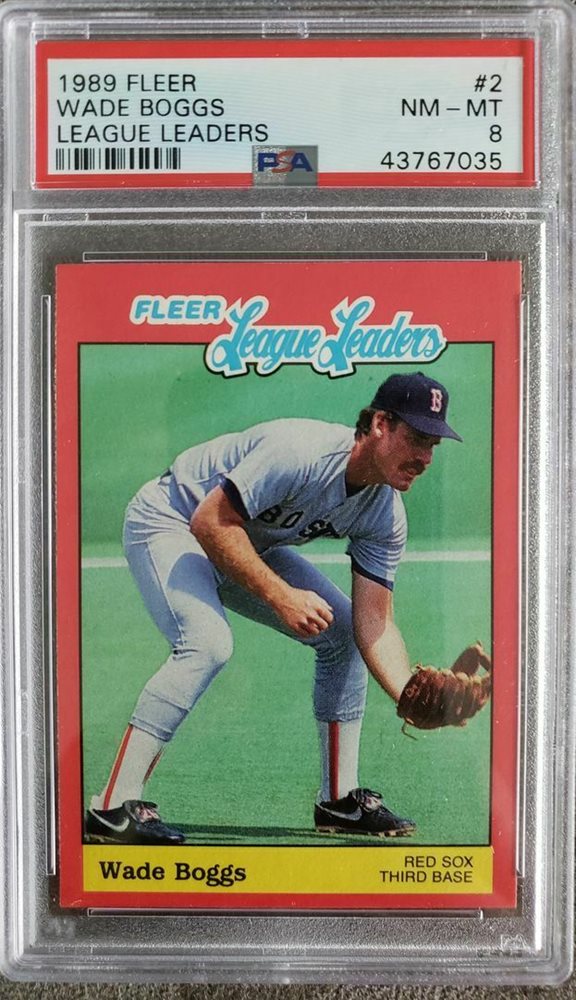 1989 FLEER #2
WADE BOGGS NM-MT
LEAGUE LEADERS 8
PSA 43767035
FLEER League Leaders
B
BOS
Wade Boggs
RED SOX
THIRD BASE